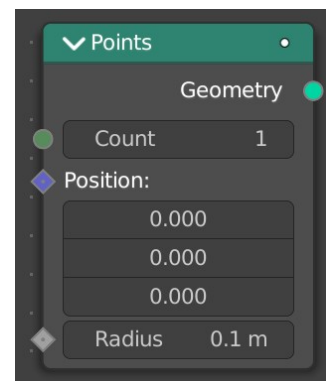 Points
Geometry
Count 1
Position:
0.000
0.000
0.000
Radius 0.1 m